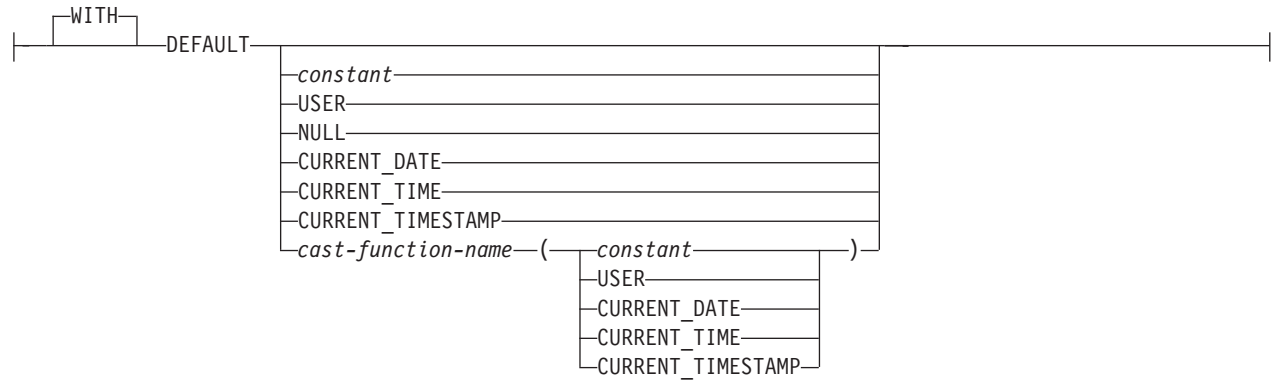 WITH
DEFAULT
constant
USER
NULL
CURRENT_DATE
CURRENT_TIME
CURRENT_TIMESTAMP
cast-function-name ( constant )
USER
CURRENT_DATE
CURRENT_TIME
CURRENT_TIMESTAMP